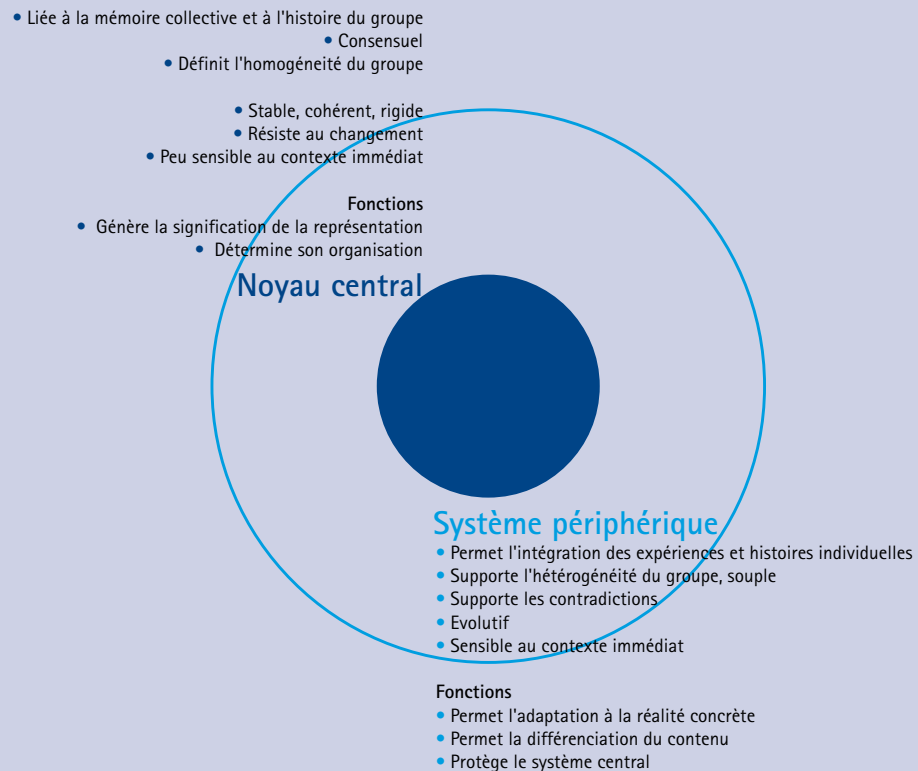 • Liée à la mémoire collective et à l'histoire du groupe
• Consensuel
• Définit l'homogénéité du groupe
• Stable, cohérent, rigide
• Résiste au changement
• Peu sensible au contexte immédiat
Fonctions
• Génère la signification de la représentation
• Détermine son organisation
Noyau central
Système périphérique
• Permet l'intégration des expériences et histoires individuelles
• Supporte l'hétérogénéité du groupe, souple
• Supporte les contradictions
• Evolutif
• Sensible au contexte immédiat
Fonctions
• Permet l'adaptation à la réalité concrète
• Permet la différenciation du contenu
• Protège le système central